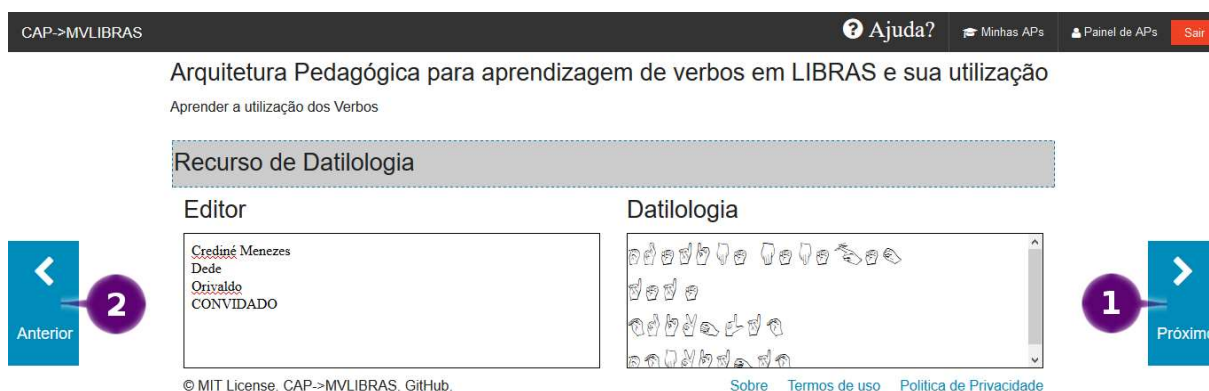 CAP->MVLIBRAS ? Ajuda? Minhas APs Painel de APs Sair
Arquitetura Pedagógica para aprendizagem de verbos em LIBRAS e sua utilização
Aprender a utilização dos Verbos
Recurso de Datilologia
Editor
Crediné Menezes
Dede
Orivaldo
CONVIDADO
Datilologia
2
Anterior
1
Próximo
© MIT License. CAP->MVLIBRAS. GitHub. Sobre Termos de uso Politica de Privacidade